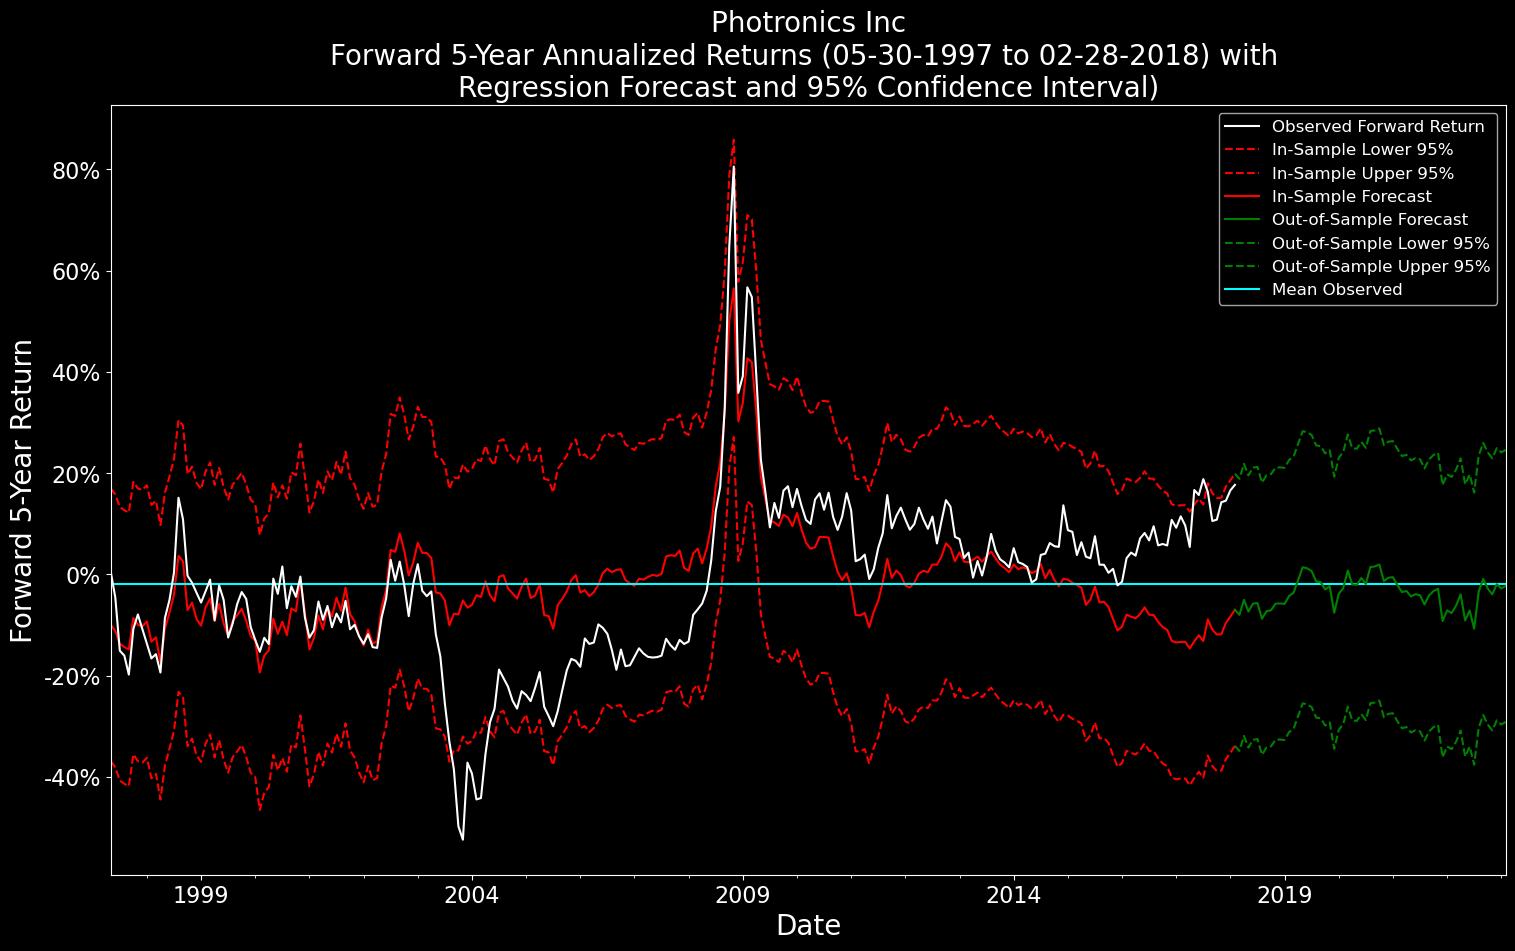 Photronics Inc
Forward 5-Year Annualized Returns (05-30-1997 to 02-28-2018) with
Regression Forecast and 95% Confidence Interval)
Observed Forward Return
In-Sample Lower 95%
In-Sample Upper 95%
In-Sample Forecast
Out-of-Sample Forecast
Out-of-Sample Lower 95%
Out-of-Sample Upper 95%
Mean Observed
Forward 5-Year Return
80%
60%
40%
20%
0%
-20%
-40%
1999
2004
2009
2014
2019
Date